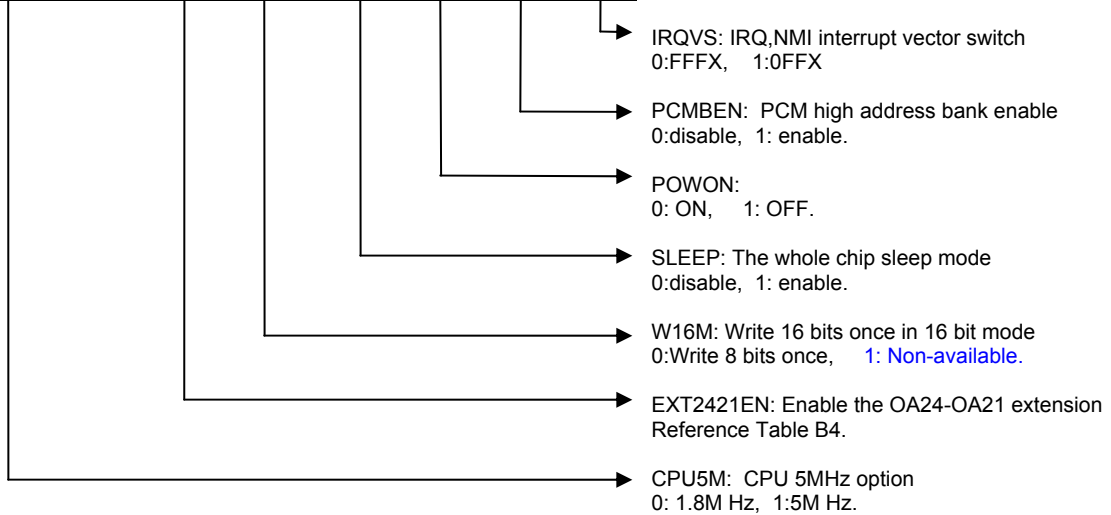 IRQVS: IRQ,NMI interrupt vector switch
0:FFFX, 1:0FFX
PCMBEN: PCM high address bank enable
0:disable, 1: enable.
POWON:
0: ON, 1: OFF.
SLEEP: The whole chip sleep mode
0:disable, 1: enable.
W16M: Write 16 bits once in 16 bit mode
0:Write 8 bits once, 1: Non-available.
EXT2421EN: Enable the OA24-OA21 extension
Reference Table B4.
CPU5M: CPU 5MHz option
0: 1.8M Hz, 1:5M Hz.